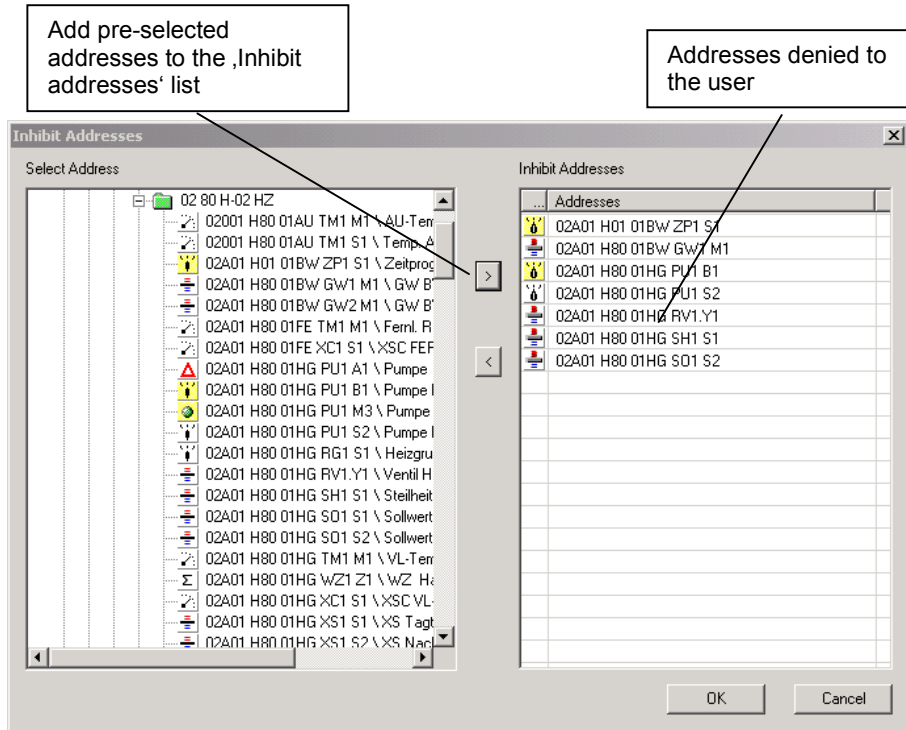 Add pre-selected
addresses to the ‚Inhibit
addresses‘ list
Addresses denied to
the user
Inhibit Addresses
Select Address
02 80 H-02 HZ
02001 H80 01AU TM1 M1 \ AU-Tem
02001 H80 01AU TM1 S1 \ Temp. A
02A01 H01 01BW ZP1 S1 \ Zeitprog
02A01 H80 01BW GW1 M1 \ GW B
02A01 H80 01BW GW2 M1 \ GW B
02A01 H80 01FE TM1 M1 \ Fernl. R
02A01 H80 01FE XC1 S1 \ XSC FEF
02A01 H80 01HG PU1 A1 \ Pumpe
02A01 H80 01HG PU1 B1 \ Pumpe
02A01 H80 01HG PU1 M3 \ Pumpe
02A01 H80 01HG PU1 S2 \ Pumpe
02A01 H80 01HG RG1 S1 \ Heizgru
02A01 H80 01HG RV1.Y1 \ Ventil H
02A01 H80 01HG SH1 S1 \ Steilheit
02A01 H80 01HG SO1 S1 \ Sollwert
02A01 H80 01HG SO1 S2 \ Sollwert
02A01 H80 01HG TM1 M1 \ VL-Tem
Σ 02A01 H80 01HG WZ1 Z1 \ WZ Ha
02A01 H80 01HG XC1 S1 \ XSC VL-
02A01 H80 01HG XS1 S1 \ XS Tagt
02A01 H80 01HG XS1 S2 \ XS Nacl
>
<
Inhibit Addresses
... Addresses
02A01 H01 01BW ZP1 S1
02A01 H80 01BW GW1 M1
02A01 H80 01HG PU1 B1
02A01 H80 01HG PU1 S2
02A01 H80 01HG RV1.Y1
02A01 H80 01HG SH1 S1
02A01 H80 01HG SO1 S2
OK
Cancel